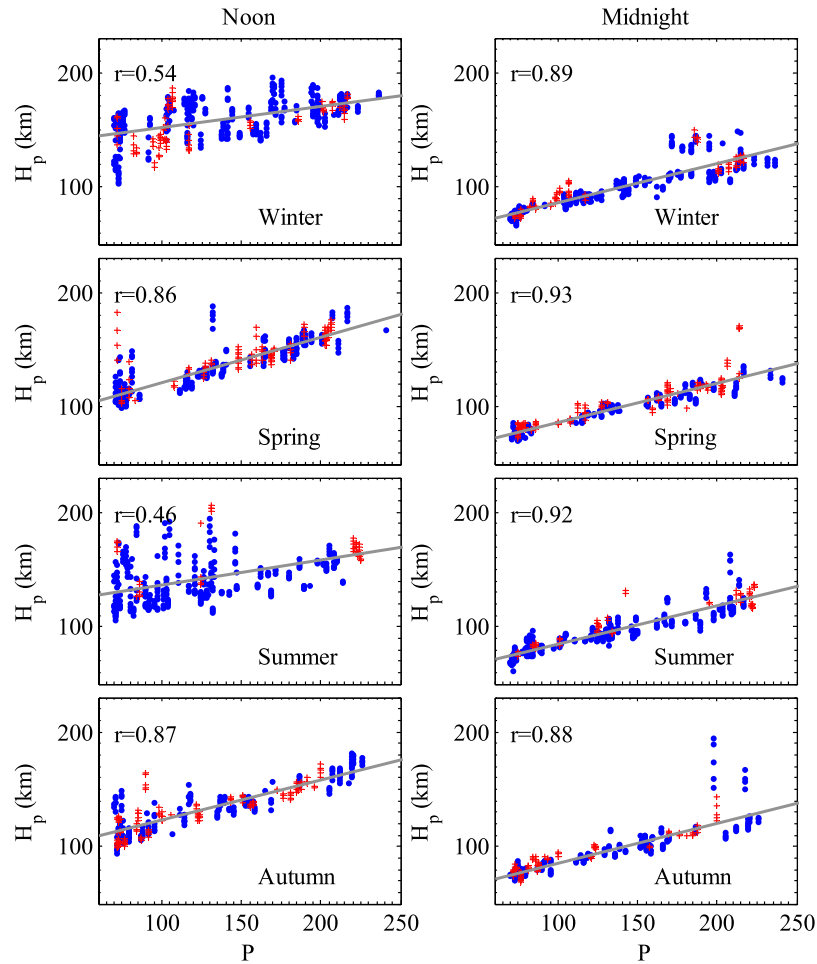 Noon Midnight
200
r=0.54
100
Winter
H_p (km)
200
r=0.89
100
Winter
H_p (km)
200
r=0.86
100
Spring
H_p (km)
200
r=0.93
100
Spring
H_p (km)
200
r=0.46
100
Summer
H_p (km)
200
r=0.92
100
Summer
H_p (km)
200
r=0.87
100
Autumn
H_p (km)
200
r=0.88
100
Autumn
H_p (km)
100 150 200 250
P
100 150 200 250
P